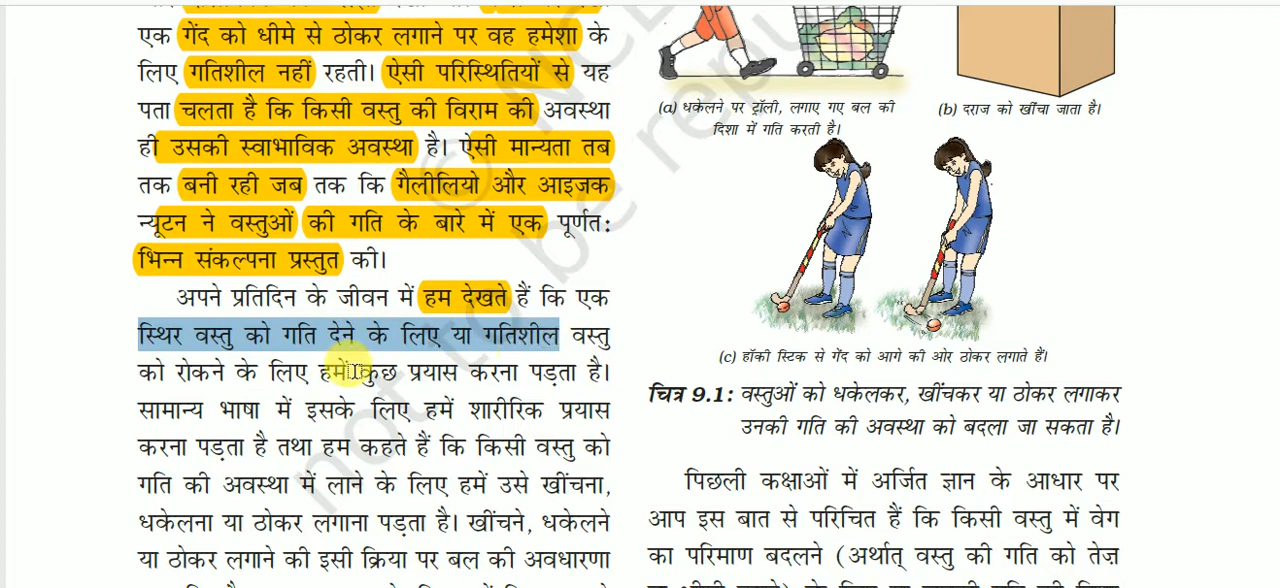 एक गेंद को धीमे से ठोकर लगाने पर वह हमेशा के
लिए गतिशील नहीं रहती। ऐसी परिस्थितियों से यह
पता चलता है कि किसी वस्तु की विराम की अवस्था
ही उसकी स्वाभाविक अवस्था है। ऐसी मान्यता तब
तक बनी रही जब तक कि गैलीलियो और आइजक
न्यूटन ने वस्तुओं की गति के बारे में एक पूर्णत:
भिन्न संकल्पना प्रस्तुत की।
अपने प्रतिदिन के जीवन में हम देखते हैं कि एक
स्थिर वस्तु को गति देने के लिए या गतिशील वस्तु
को रोकने के लिए हमें कुछ प्रयास करना पड़ता है।
सामान्य भाषा में इसके लिए हमें शारीरिक प्रयास
करना पड़ता है तथा हम कहते हैं कि किसी वस्तु को
गति की अवस्था में लाने के लिए हमें उसे खींचना,
धकेलना या ठोकर लगाना पड़ता है। खींचने, धकेलने
या ठोकर लगाने की इसी क्रिया पर बल की अवधारणा
(a) धकेलने पर ट्रॉली, लगाए गए बल की
दिशा में गति करती है।
(b) दराज को खींचा जाता है।
(c) हॉकी स्टिक से गेंद को आगे की ओर ठोकर लगाते हैं।
चित्र 9.1: वस्तुओं को धकेलकर, खींचकर या ठोकर लगाकर
उनकी गति की अवस्था को बदला जा सकता है।
पिछली कक्षाओं में अर्जित ज्ञान के आधार पर
आप इस बात से परिचित हैं कि किसी वस्तु में वेग
का परिमाण बदलने (अर्थात् वस्तु की गति को तेज़
not to be repu